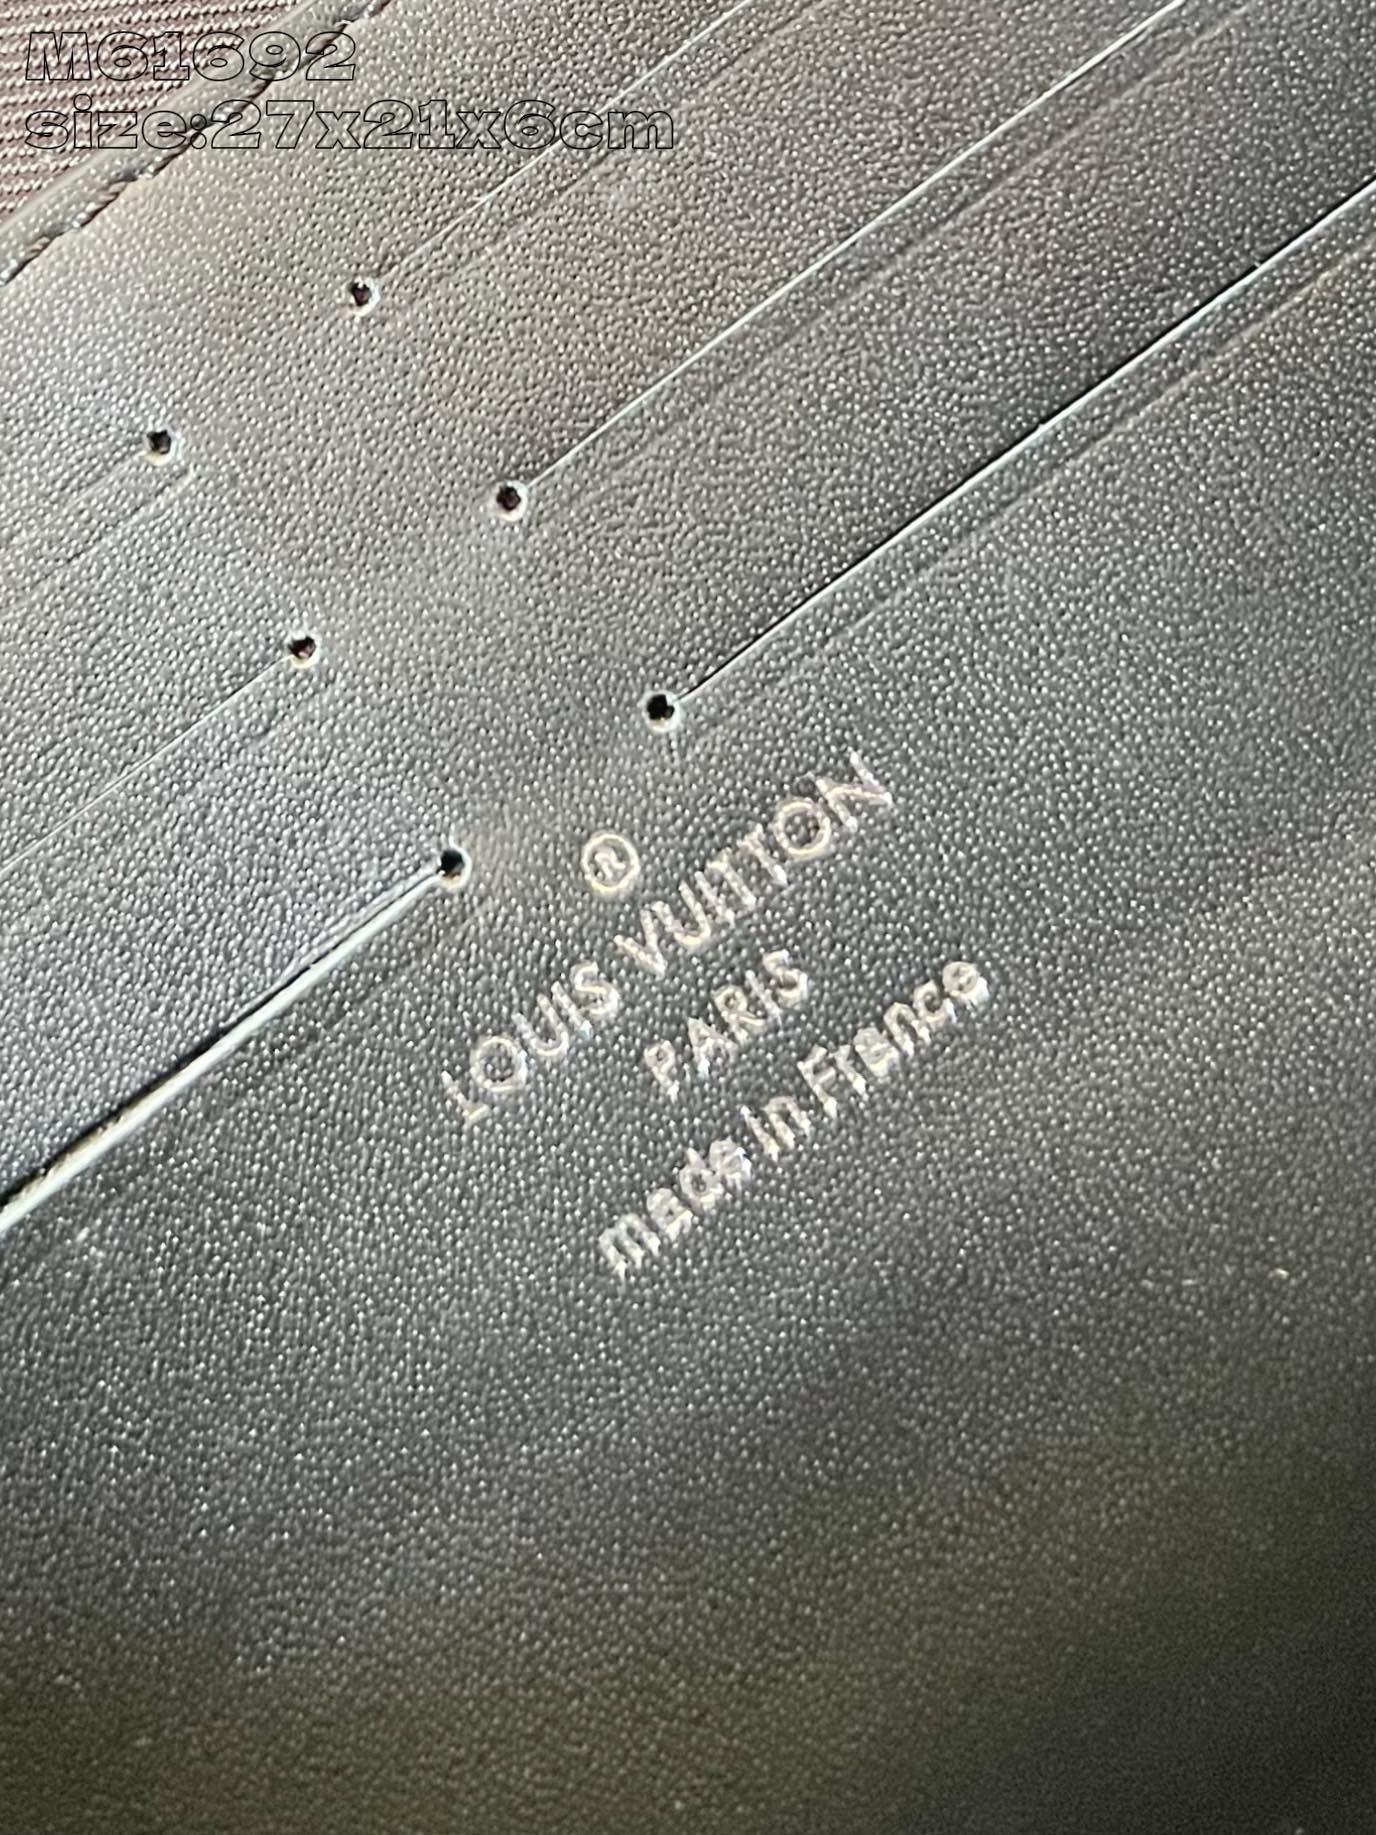 M61692
size:27x21x6cm
®
LOUIS VUITTON
PARIS
made in France